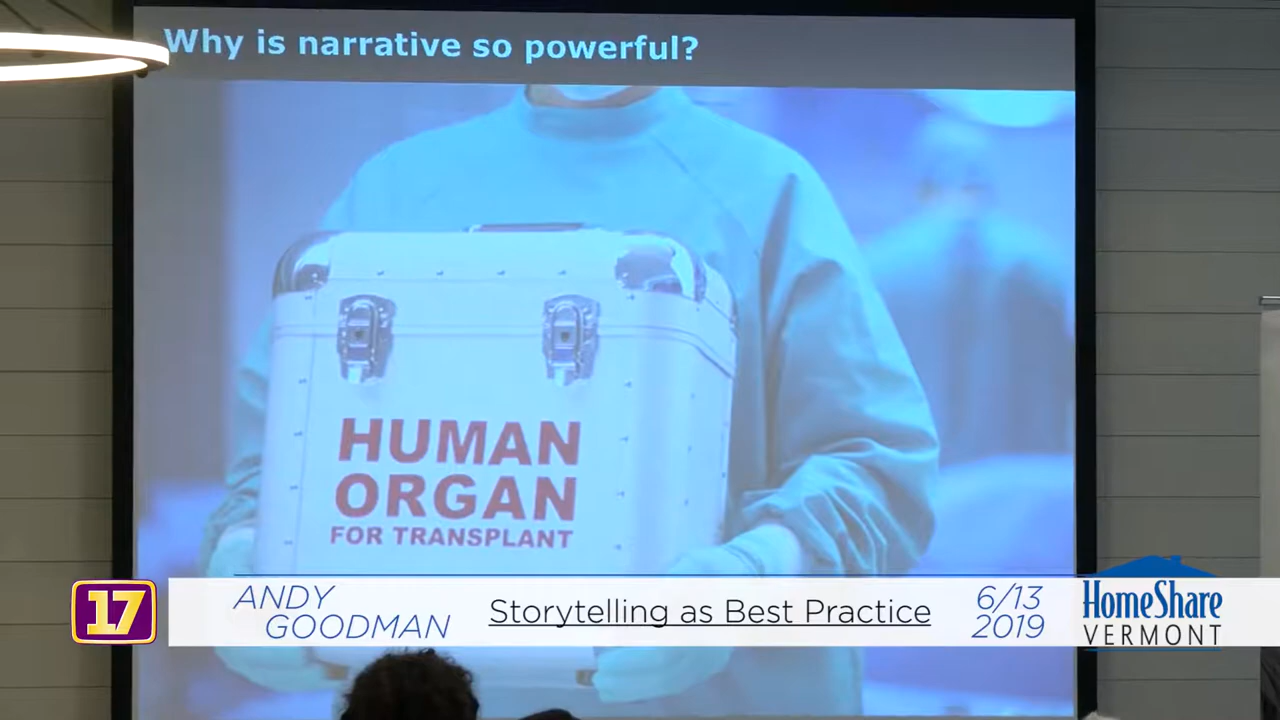 Why is narrative so powerful?
HUMAN
ORGAN
FOR TRANSPLANT
17
ANDY
GOODMAN
Storytelling as Best Practice
6/13
2019
HomeShare
VERMONT